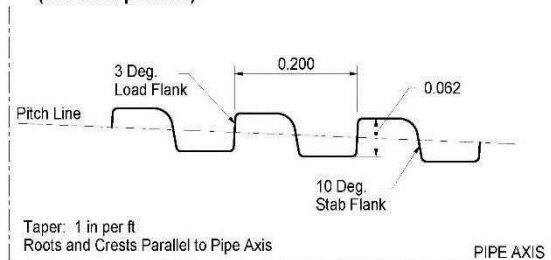 3 Deg.
Load Flank
0.200
0.062
Pitch Line
10 Deg.
Stab Flank
Taper: 1 in per ft
Roots and Crests Parallel to Pipe Axis
PIPE AXIS